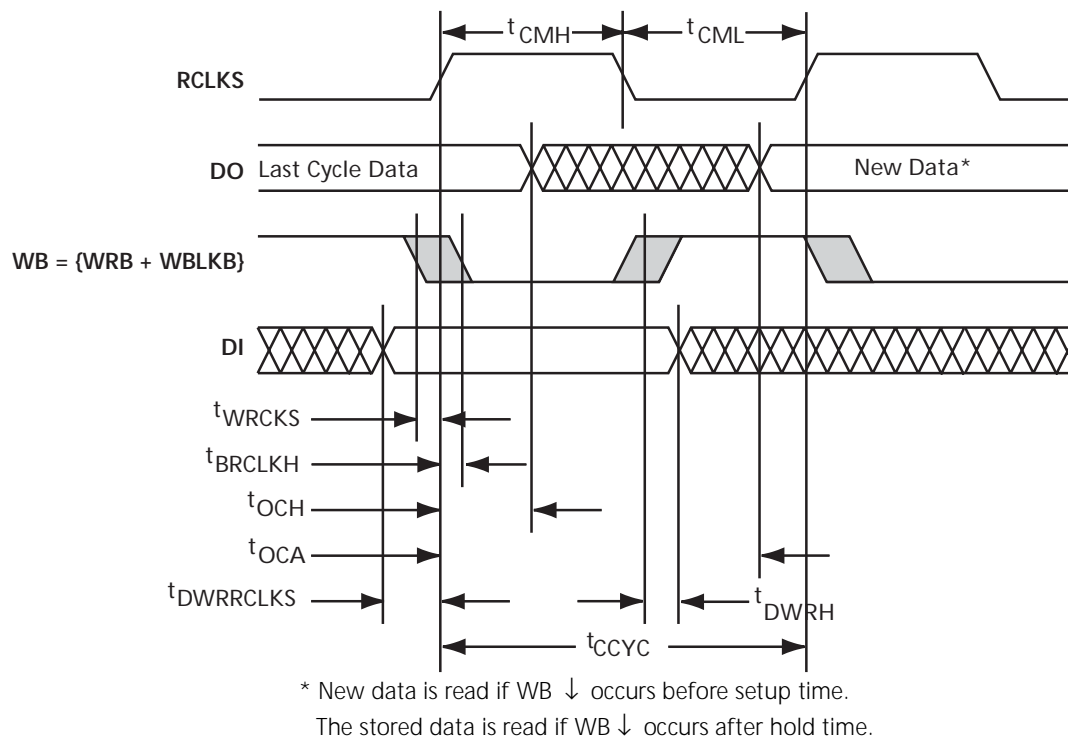 tCMH tCML
RCLKS
DO Last Cycle Data New Data*
WB = {WRB + WBLKB}
DI
tWRCKS
tBRCLKH
tOCH
tOCA
tDWRRCLKS tDWRH
tCCYC
* New data is read if WB ↓ occurs before setup time.
The stored data is read if WB ↓ occurs after hold time.